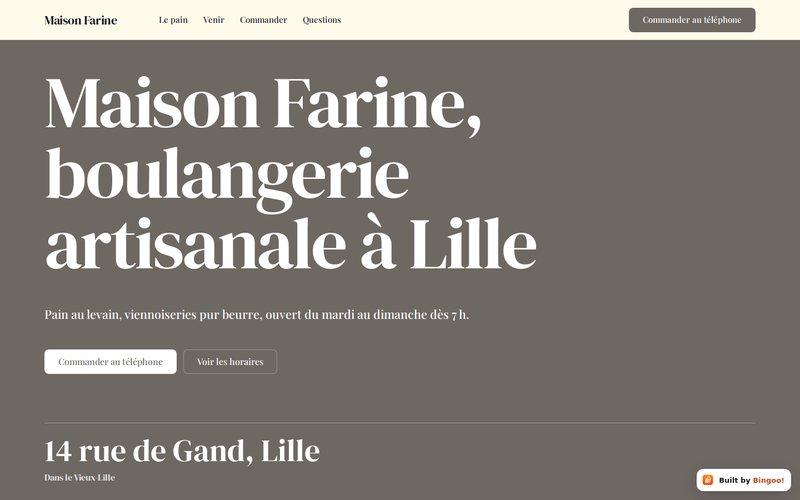 Maison Farine
Le pain
Venir
Commander
Questions
Commander au téléphone
Maison Farine,
boulangerie
artisanale à Lille
Pain au levain, viennoiseries pur beurre, ouvert du mardi au dimanche dès 7 h.
Commander au téléphone
Voir les horaires
14 rue de Gand, Lille
Dans le Vieux-Lille
Built by Bingoo!